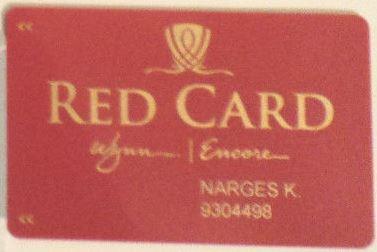 RED CARD
Wynn | Encore
NARGES K.
9304498